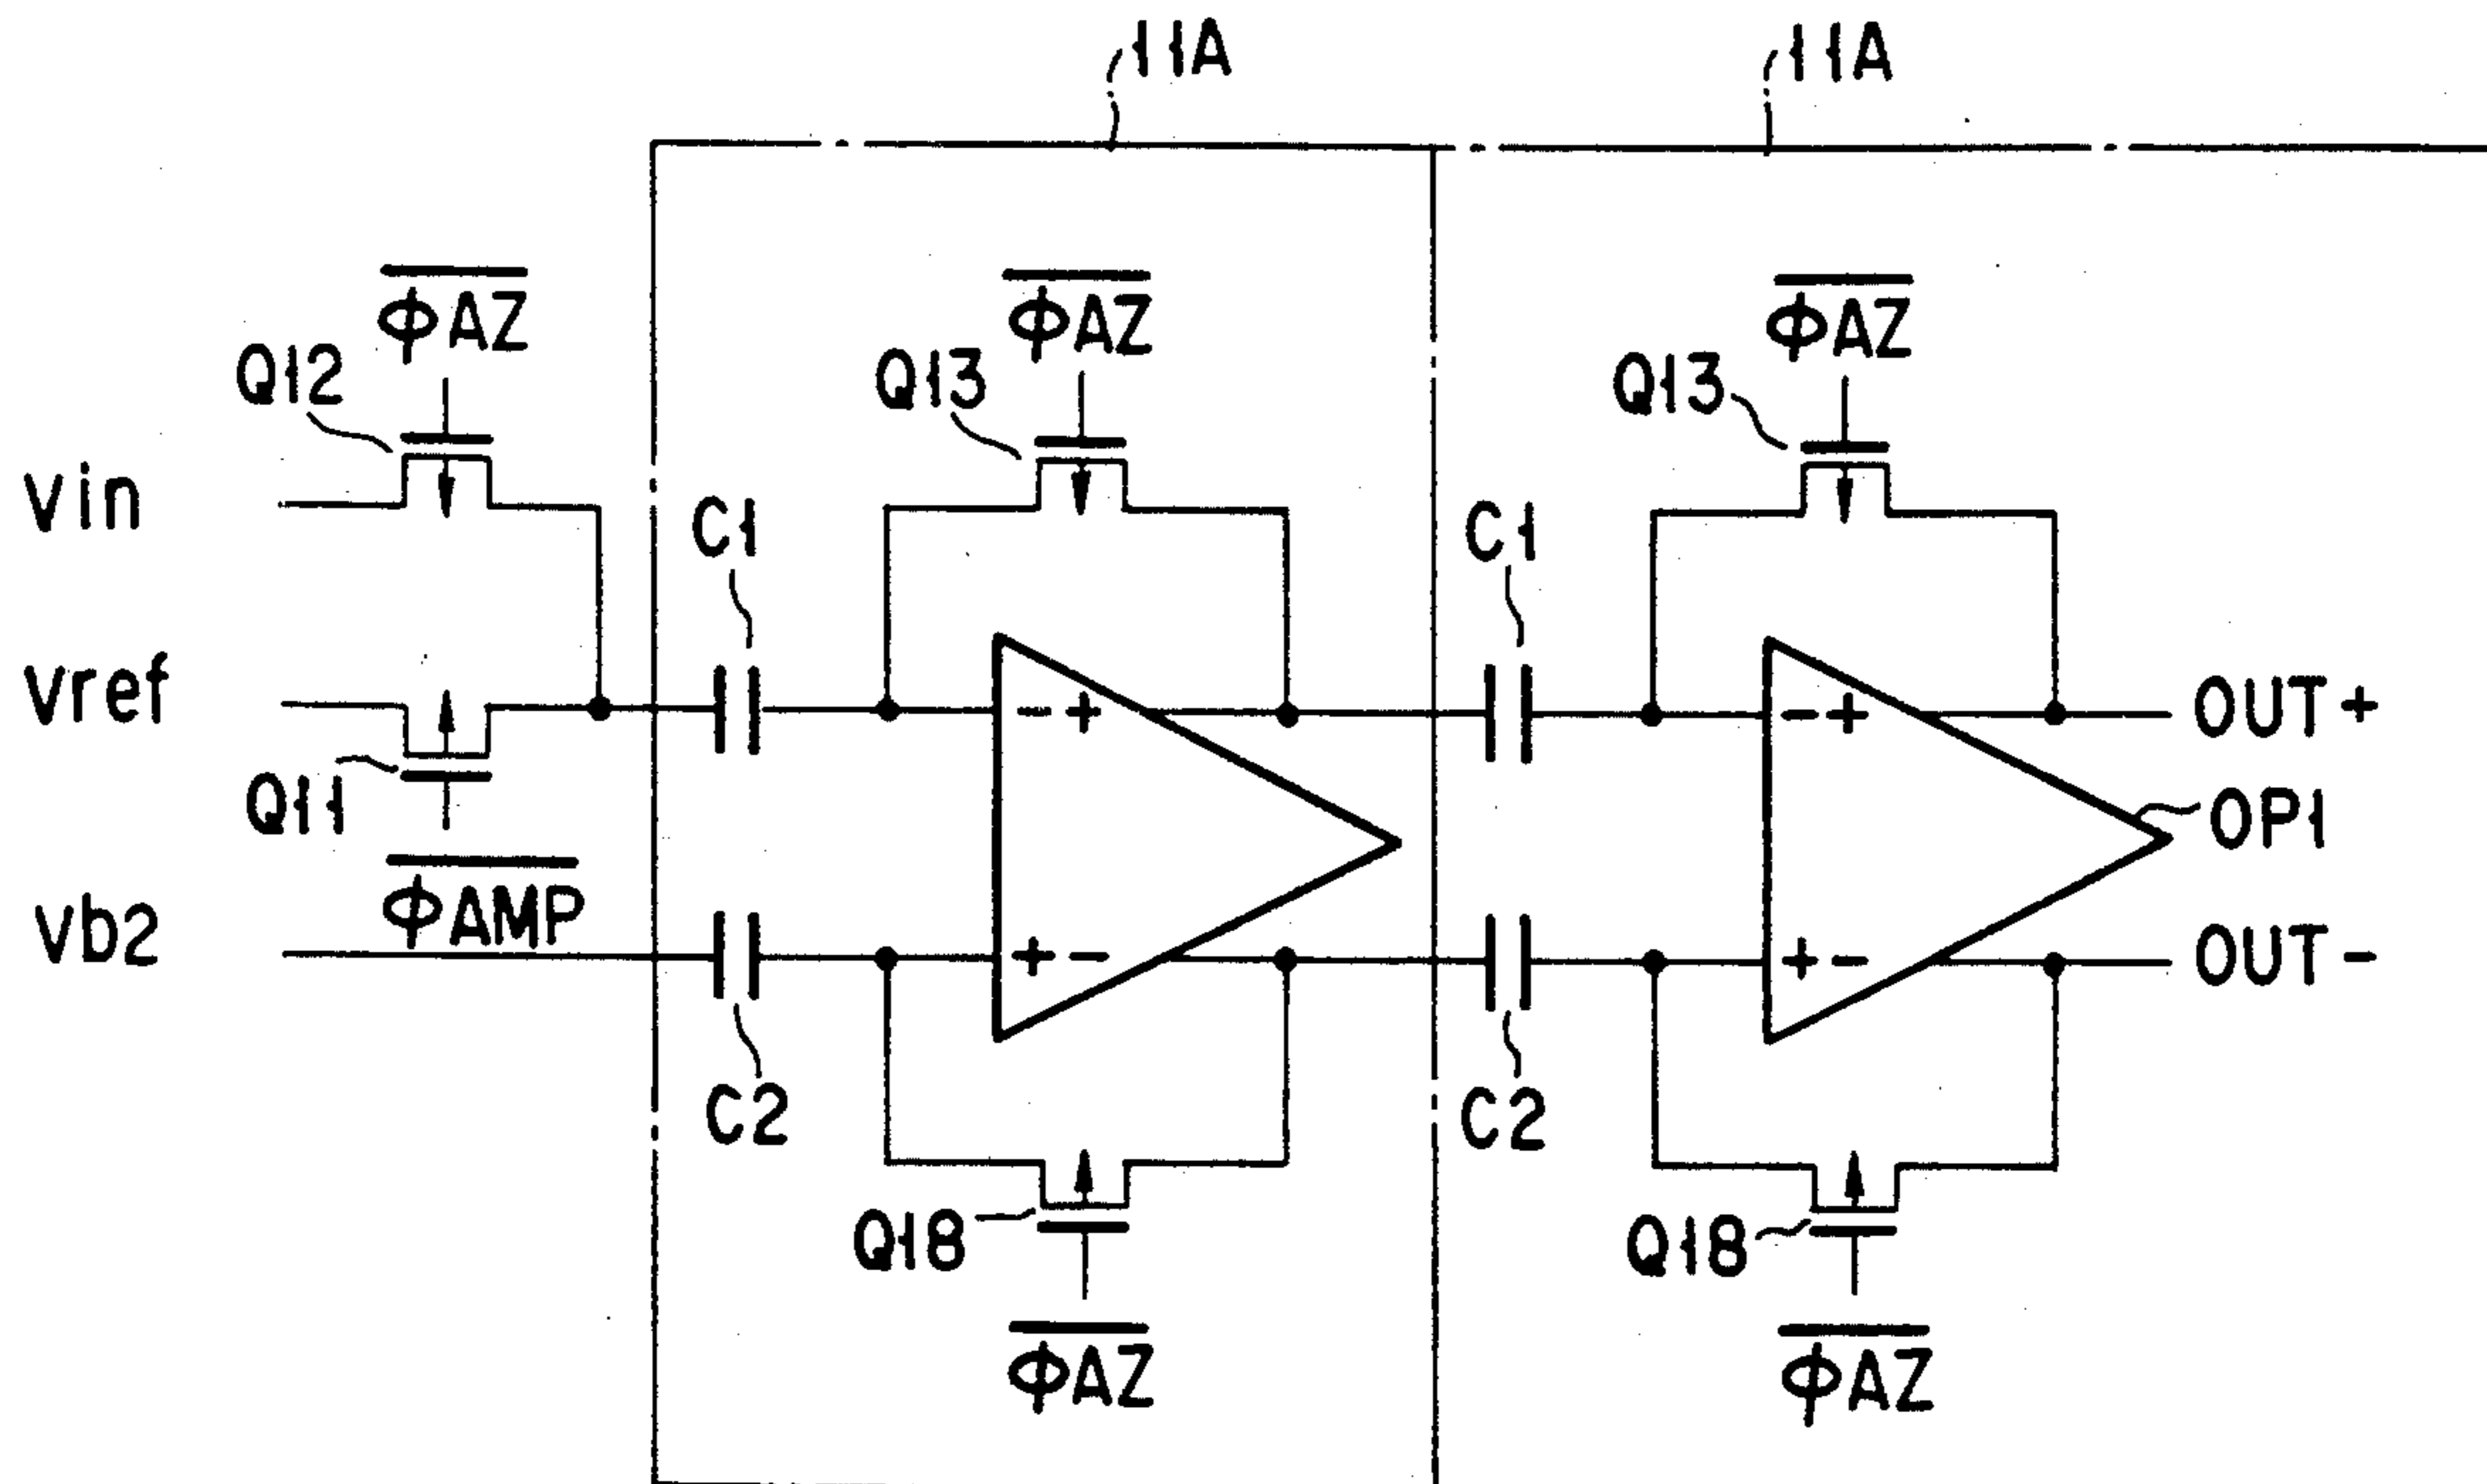 11A
11A
φAZ
φAZ
φAZ
Q12
Q13
Q13
vin
C1
C1
vref
- +
- +
OUT+
Q11
OP1
φAMP
vb2
+ -
+ -
OUT-
C2
C2
Q18
Q18
φAZ
φAZ